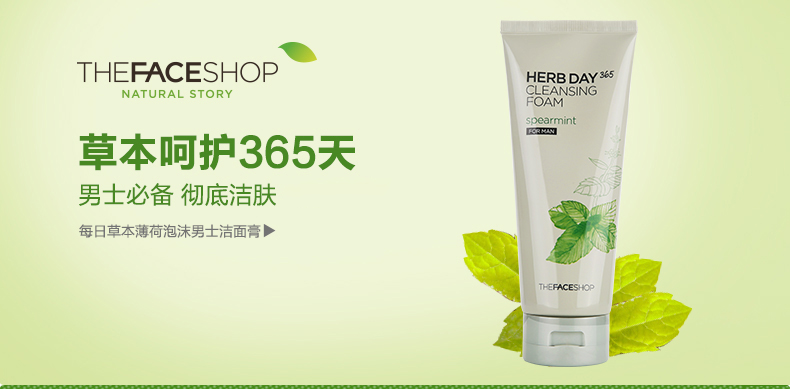 THEFACESHOP
NATURAL STORY
草本呵护365天
男士必备 彻底洁肤
每日草本薄荷泡沫男士洁面膏▶
HERB DAY 365
CLEANSING
FOAM
spearmint
FOR MAN
THEFACESHOP